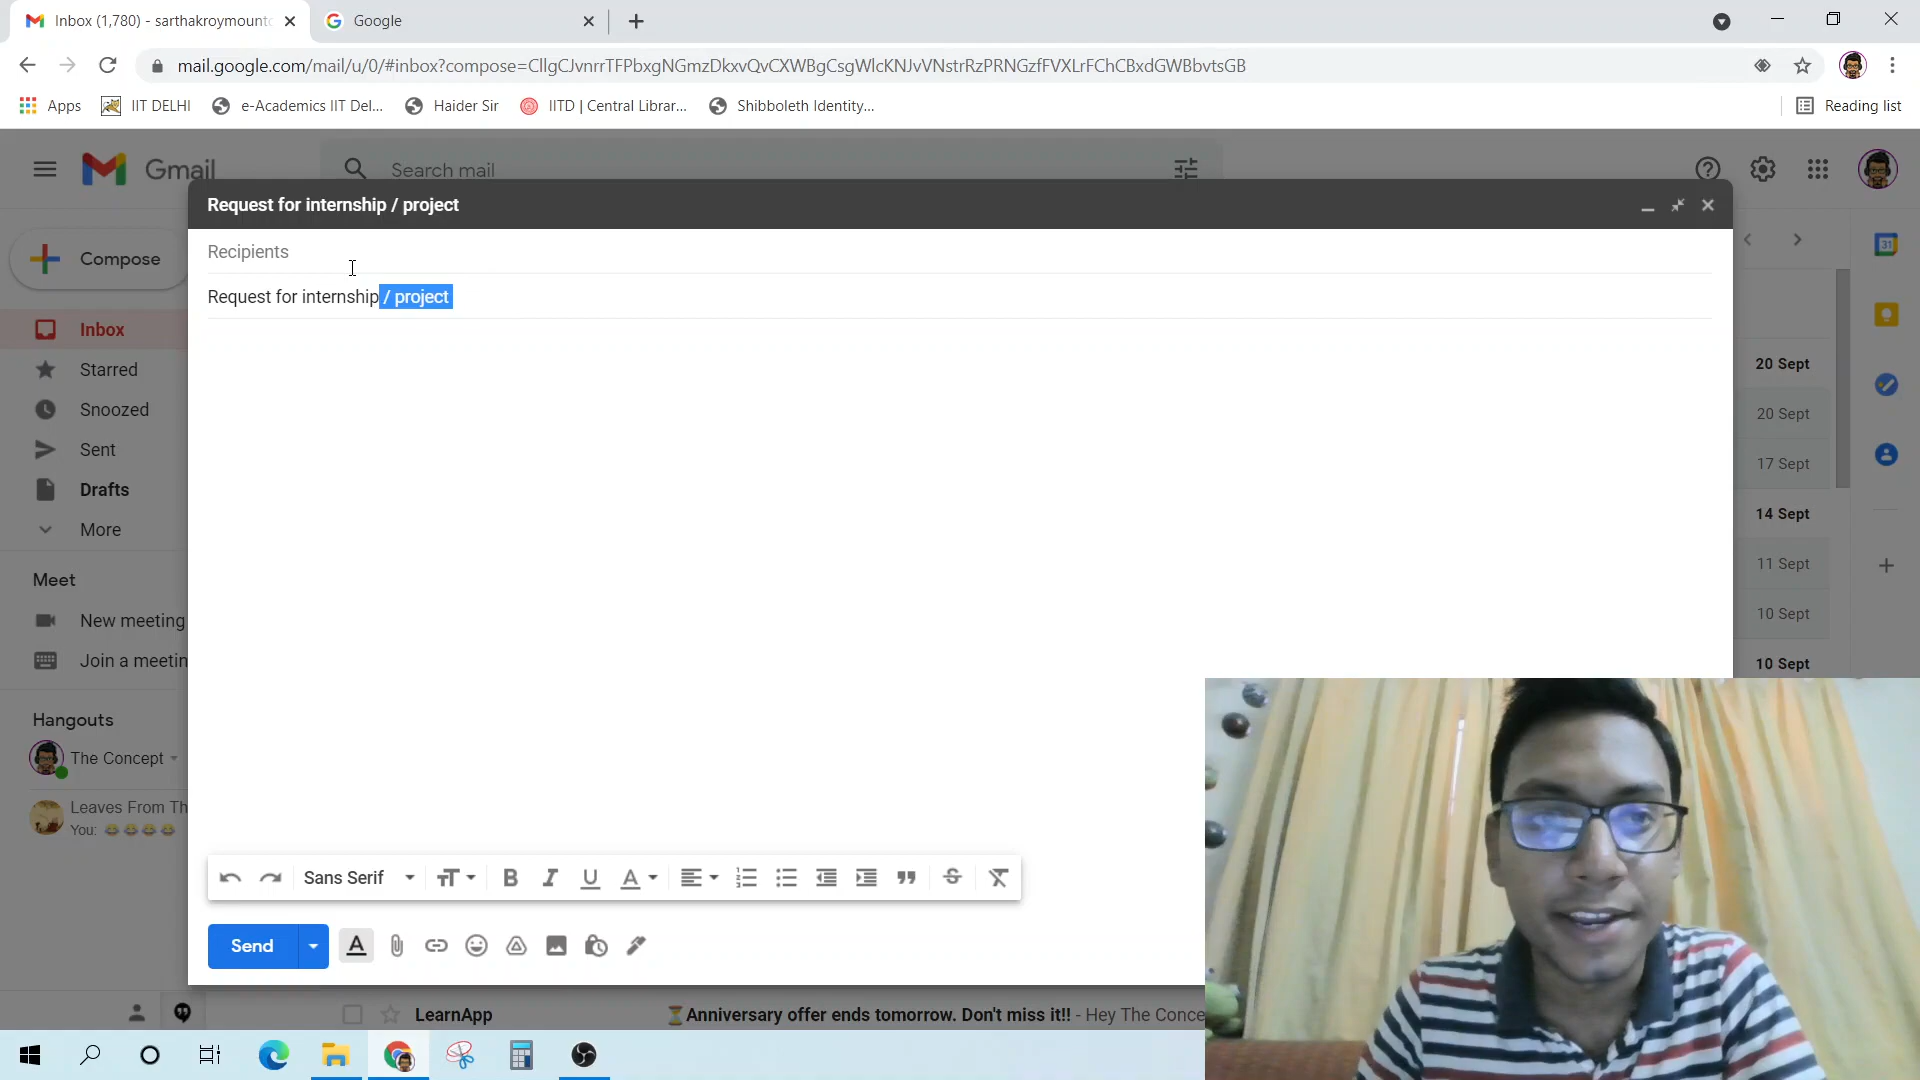 Inbox (1,780) - sarthakroymount
Google
mail.google.com/mail/u/0/#inbox?compose=CllgCJvnrrTFPbxgNGmzDkxvQvCXWBgCsgWlcKNJvVNstrRzPRNGzfFVXLrFChCBxdGWBbvtsGB
Apps
IIT DELHI
e-Academics IIT Del...
Haider Sir
IITD | Central Librar...
Shibboleth Identity...
Reading list
Gmail
Search mail
Request for internship / project
Compose
Recipients
31
Request for internship / project
Inbox
Starred
Snoozed
Sent
Drafts
More
20 Sept
20 Sept
17 Sept
14 Sept
11 Sept
10 Sept
10 Sept
Meet
New meeting
Join a meetin
Hangouts
The Concept
Leaves From Th
You: 😂😂😂😂
Sans Serif
Send
LearnApp
⏳Anniversary offer ends tomorrow. Don't miss it!! - Hey The Conce